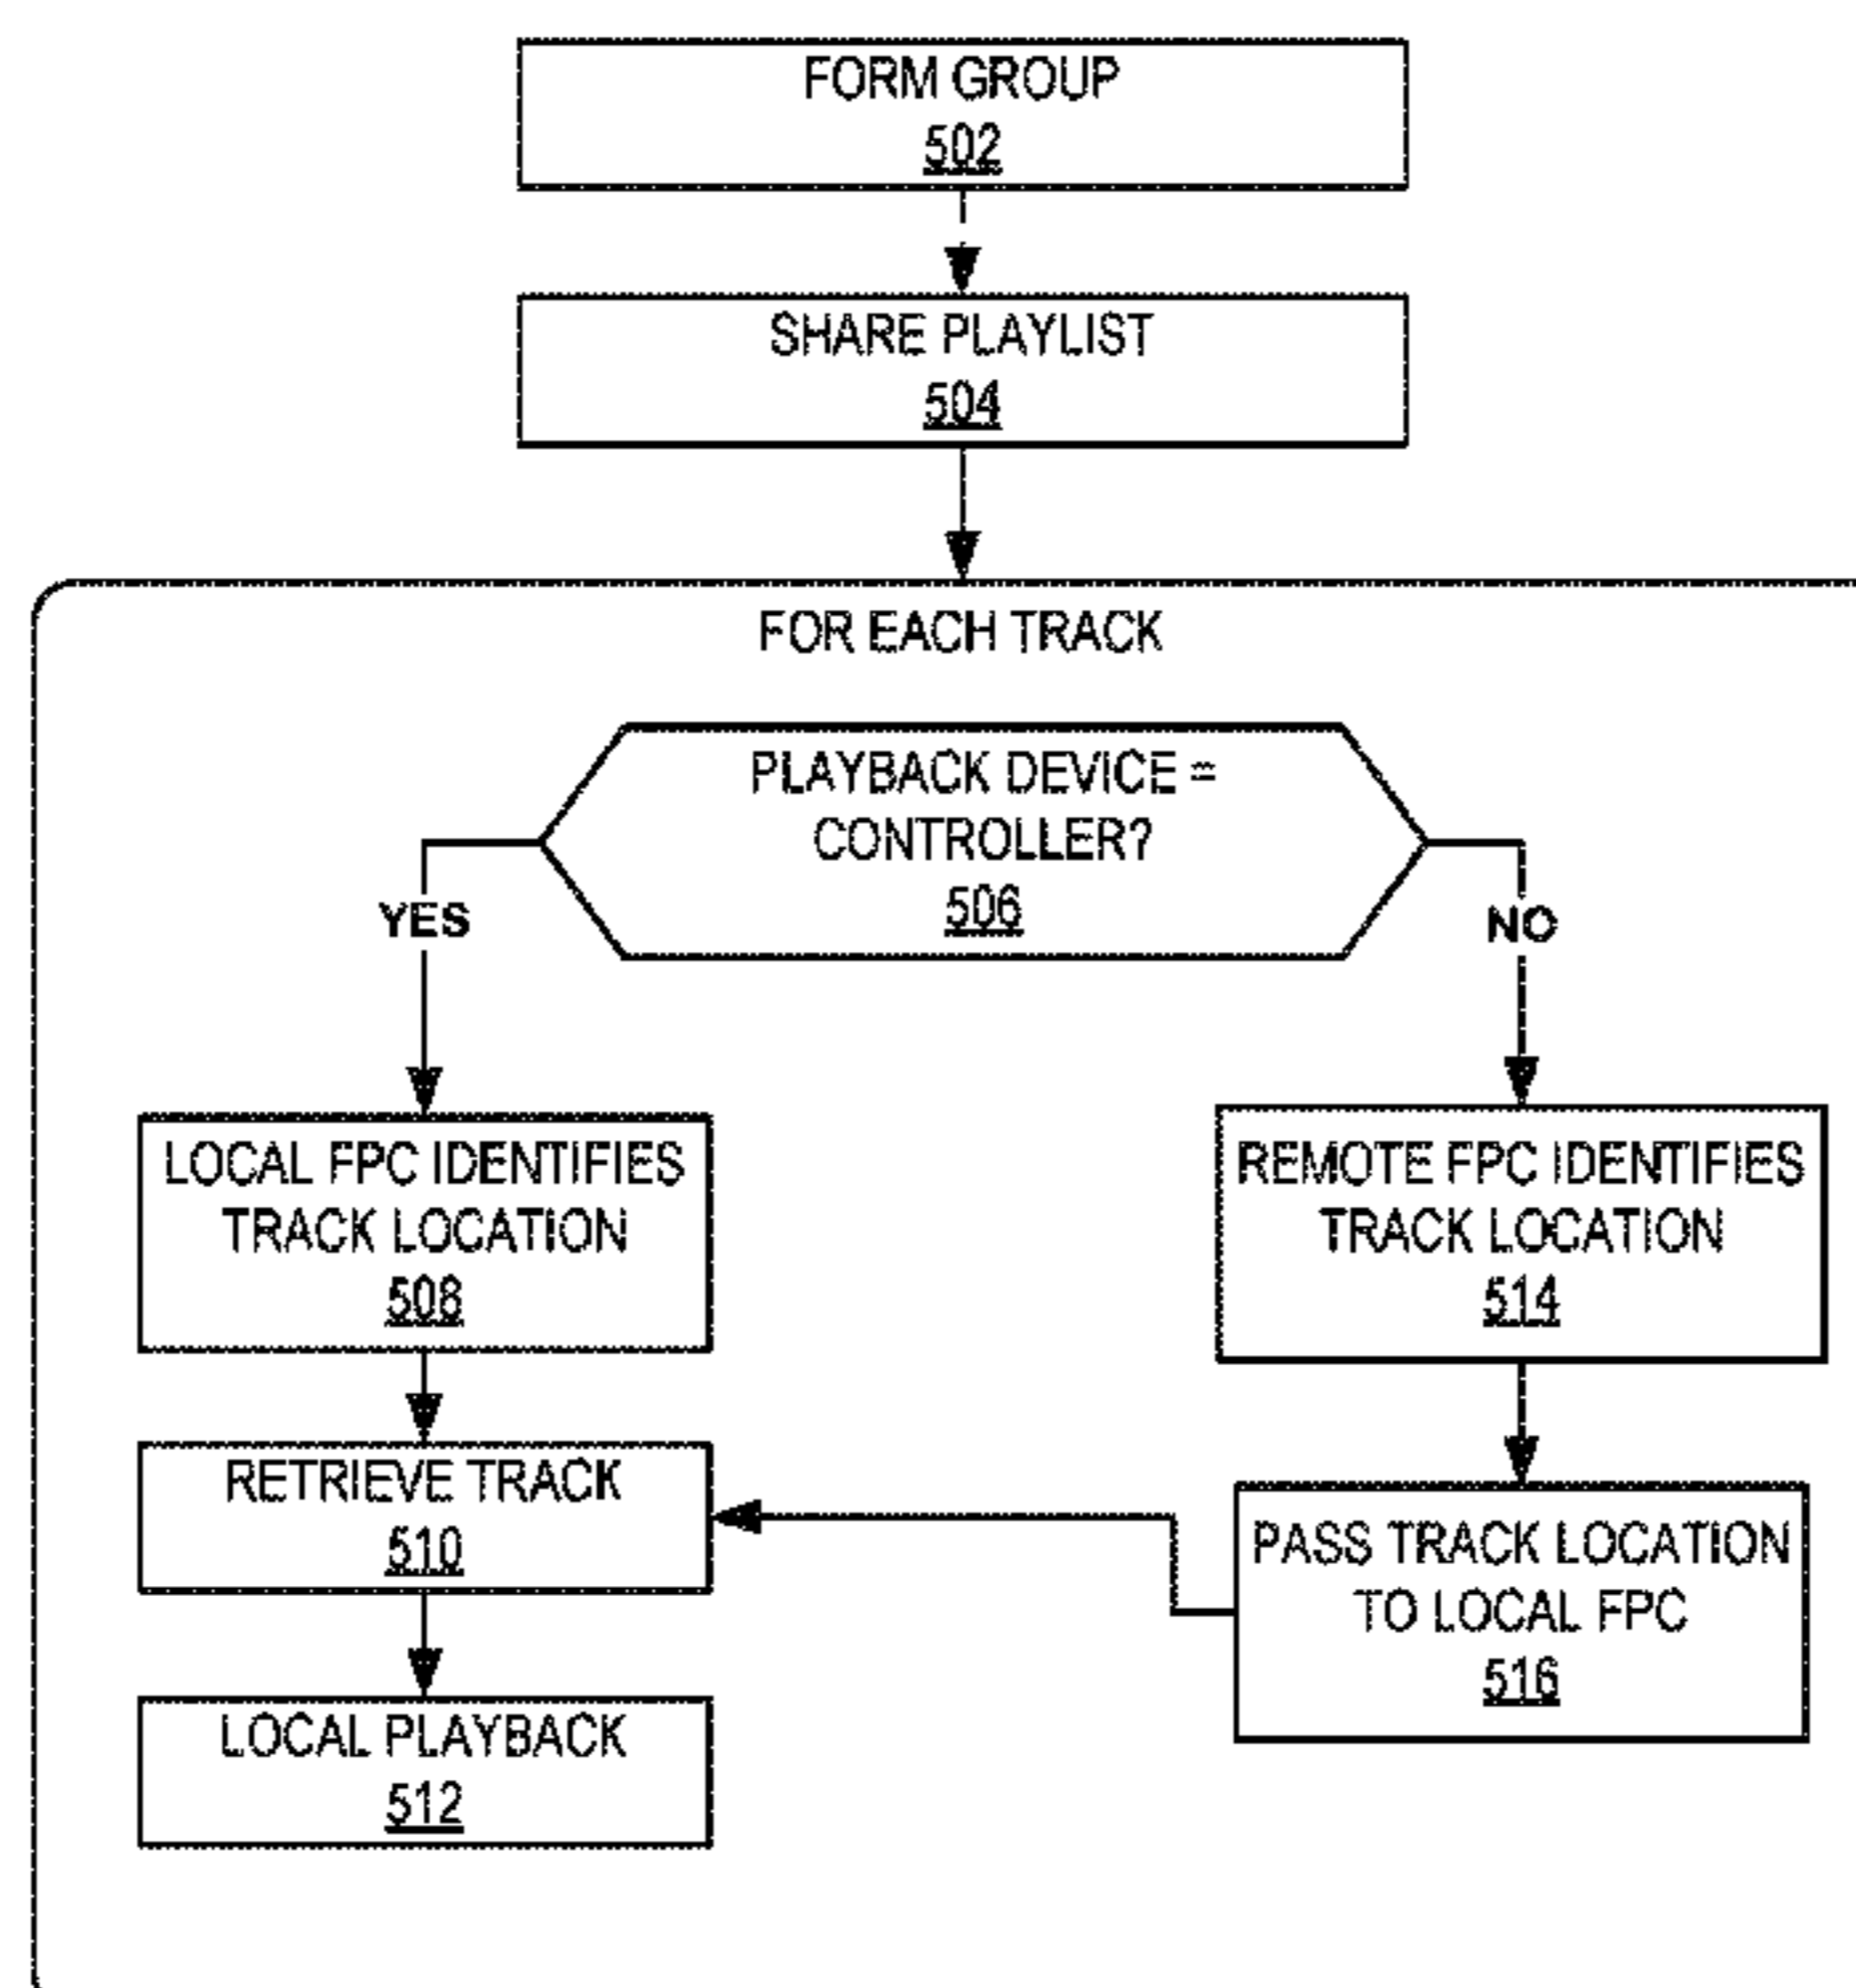 FORM GROUP
502
SHARE PLAYLIST
504
FOR EACH TRACK
PLAYBACK DEVICE =
CONTROLLER?
506
YES
NO
LOCAL FPC IDENTIFIES
TRACK LOCATION
508
REMOTE FPC IDENTIFIES
TRACK LOCATION
514
RETRIEVE TRACK
510
PASS TRACK LOCATION
TO LOCAL FPC
516
LOCAL PLAYBACK
512